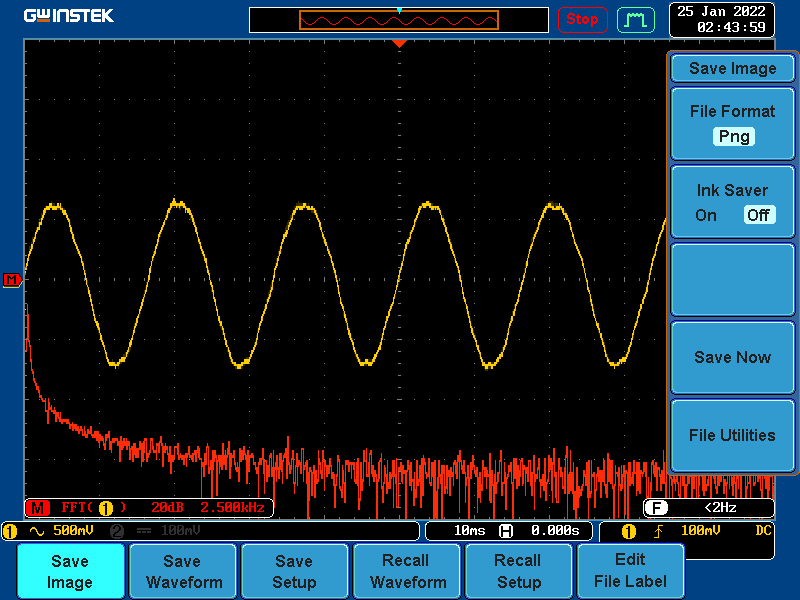 GWINSTEK
Stop
25 Jan 2022
02:43:59
Save Image
File Format
Png
Ink Saver
On Off
Save Now
File Utilities
M
M FFT( 1 ) 20dB 2.500kHz
F <2Hz
1 500mV 2 100mV
10ms H 0.000s
1 100mV DC
Save
Image
Save
Waveform
Save
Setup
Recall
Waveform
Recall
Setup
Edit
File Label